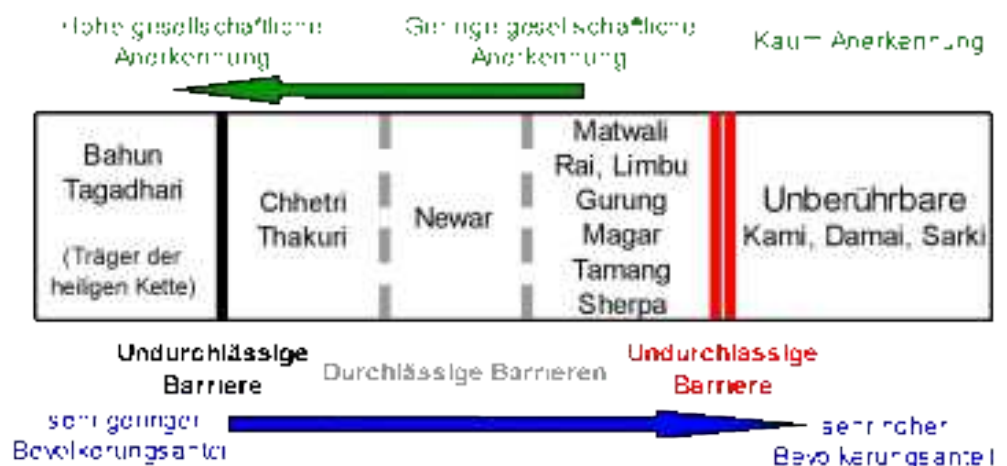 Hohe gesellschaftliche
Anerkennung
Geringe gesellschaftliche
Anerkennung
Kaum Anerkennung
Bahun
Tagadhari
(Träger der
heiligen Kette)
Chhetri
Thakuri
Newar
Matwali
Rai, Limbu
Gurung
Magar
Tamang
Sherpa
Unberührbare
Kami, Damai, Sarki
Undurchlässige
Barriere
Durchlässige Barrieren
Undurchlässige
Barriere
sehr geringer
Bevölkerungsanteil
sehr hoher
Bevölkerungsanteil